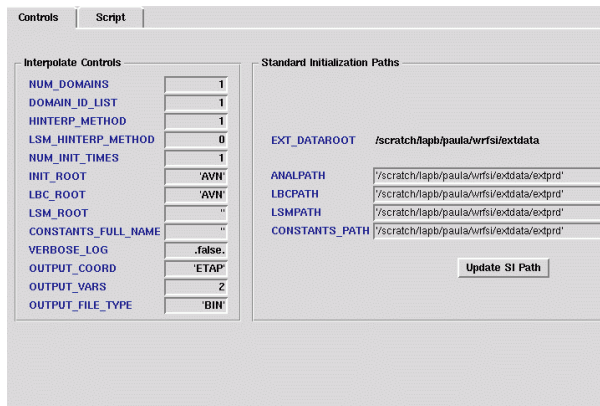 Controls Script
Interpolate Controls
NUM_DOMAINS 1
DOMAIN_ID_LIST 1
HINTERP_METHOD 1
LSM_HINTERP_METHOD 0
NUM_INIT_TIMES 1
INIT_ROOT 'AVN'
LBC_ROOT 'AVN'
LSM_ROOT ''
CONSTANTS_FULL_NAME ''
VERBOSE_LOG .false.
OUTPUT_COORD 'ETAP'
OUTPUT_VARS 2
OUTPUT_FILE_TYPE 'BIN'
Standard Initialization Paths
EXT_DATAROOT /scratch/lapb/paula/wrfsi/extdata
ANALPATH '/scratch/lapb/paula/wrfsi/extdata/extprd'
LBCPATH '/scratch/lapb/paula/wrfsi/extdata/extprd'
LSMPATH '/scratch/lapb/paula/wrfsi/extdata/extprd'
CONSTANTS_PATH '/scratch/lapb/paula/wrfsi/extdata/extprd'
Update SI Path